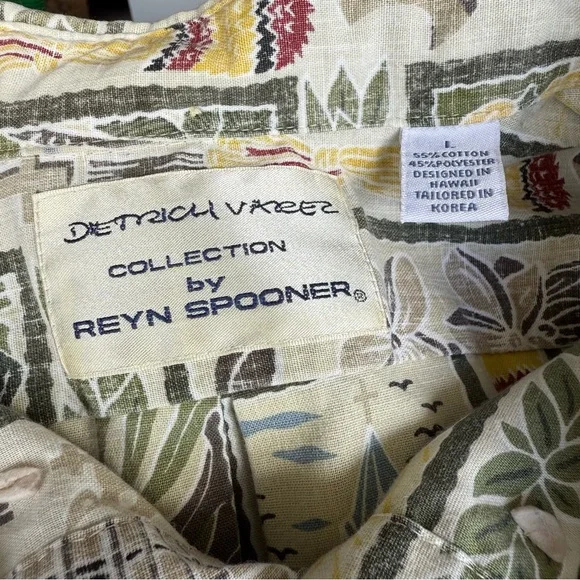 DIETRICH VAREZ
COLLECTION
by
REYN SPOONER®
L
55% COTTON
45% POLYESTER
DESIGNED IN
HAWAII
TAILORED IN
KOREA